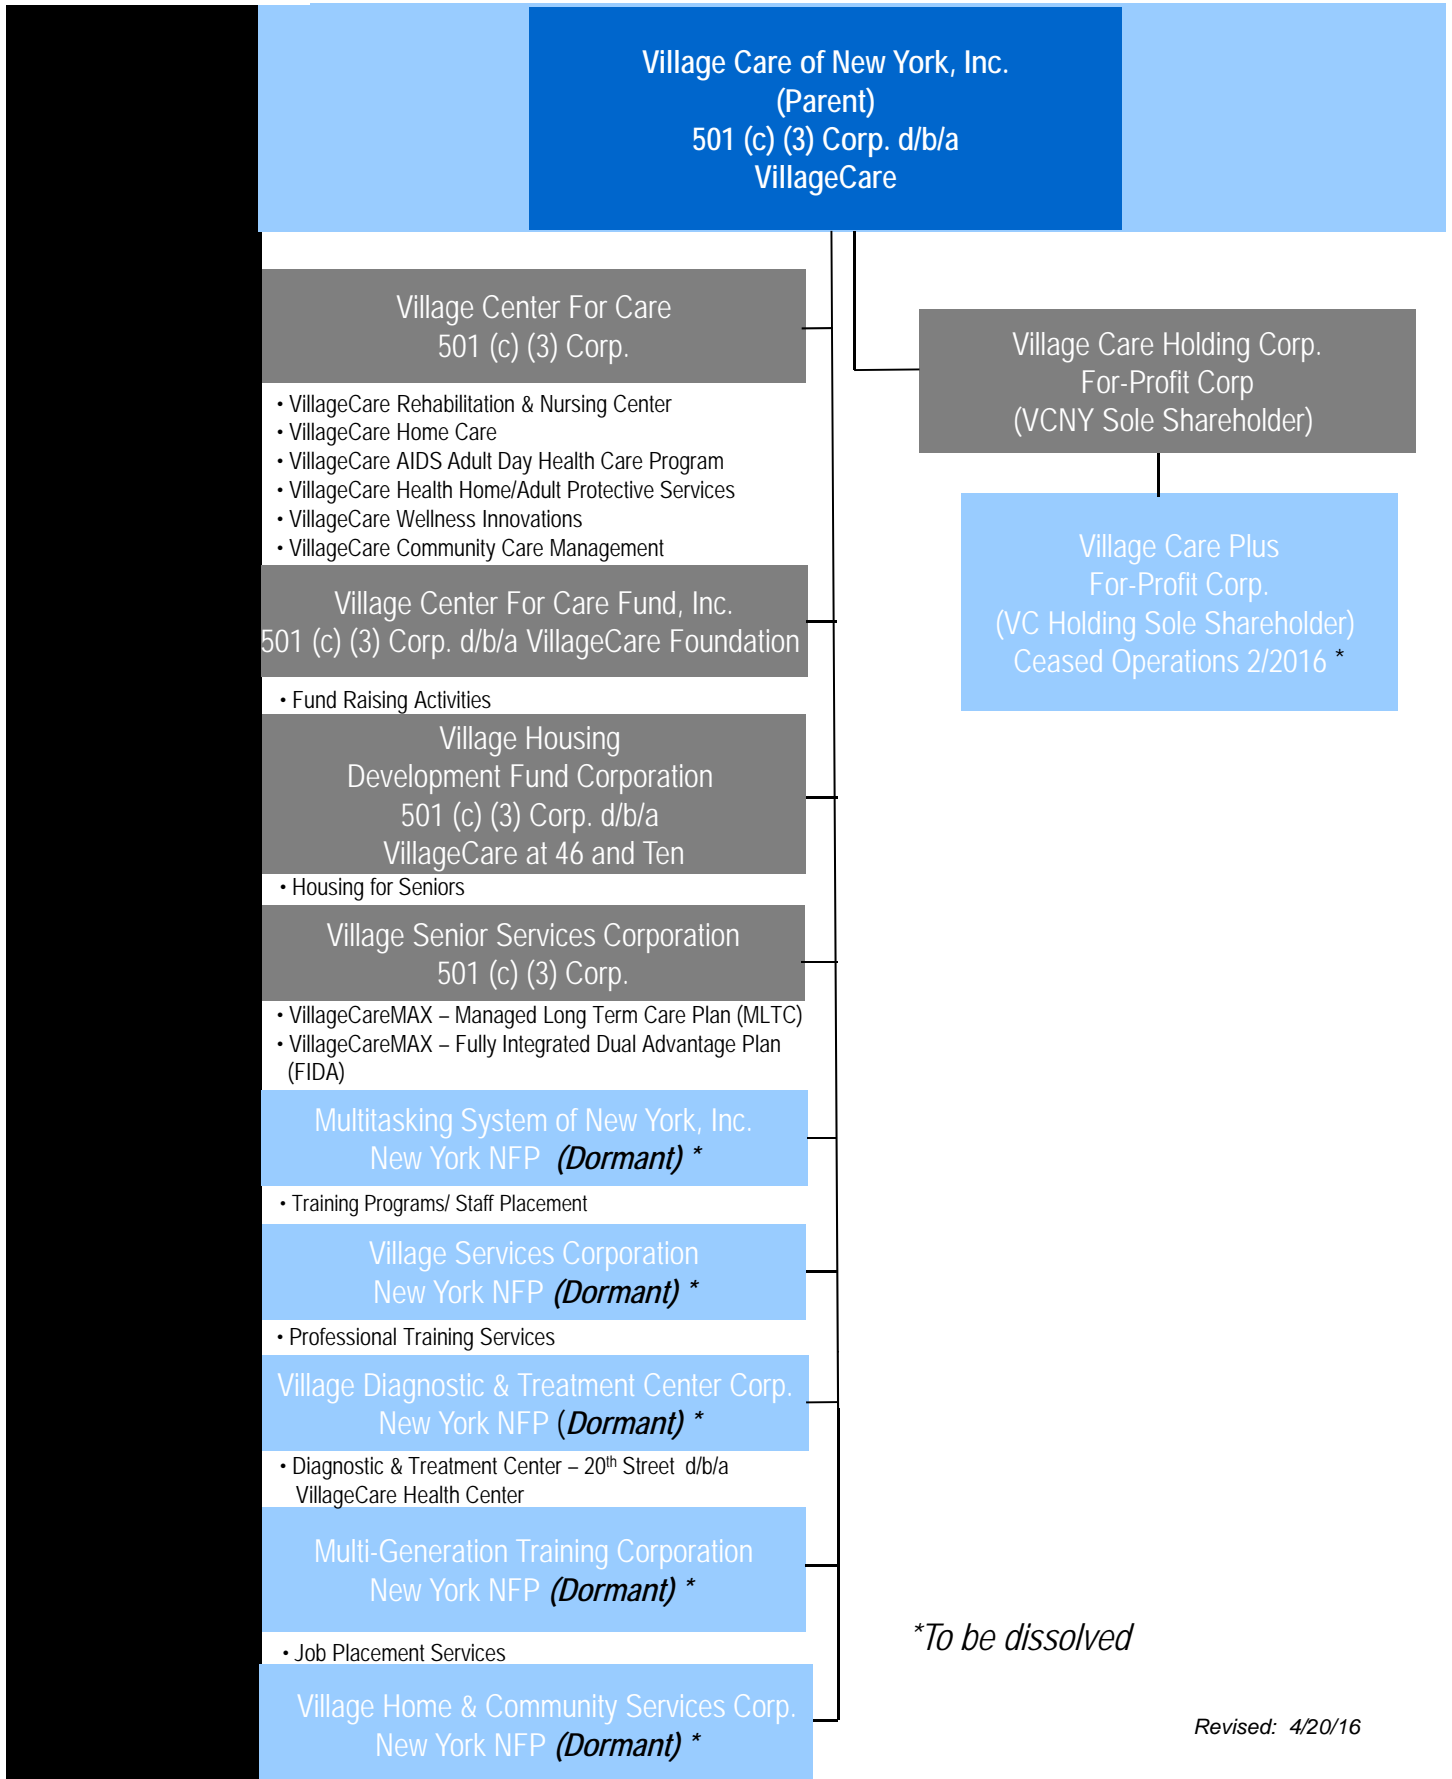 Village Care of New York, Inc.
(Parent)
501 (c) (3) Corp. d/b/a
VillageCare
Village Center For Care
501 (c) (3) Corp.
• VillageCare Rehabilitation & Nursing Center
• VillageCare Home Care
• VillageCare AIDS Adult Day Health Care Program
• VillageCare Health Home/Adult Protective Services
• VillageCare Wellness Innovations
• VillageCare Community Care Management
Village Center For Care Fund, Inc.
501 (c) (3) Corp. d/b/a VillageCare Foundation
• Fund Raising Activities
Village Housing
Development Fund Corporation
501 (c) (3) Corp. d/b/a
VillageCare at 46 and Ten
• Housing for Seniors
Village Senior Services Corporation
501 (c) (3) Corp.
• VillageCareMAX – Managed Long Term Care Plan (MLTC)
• VillageCareMAX – Fully Integrated Dual Advantage Plan
(FIDA)
Multitasking System of New York, Inc.
New York NFP (Dormant) *
• Training Programs/ Staff Placement
Village Services Corporation
New York NFP (Dormant) *
• Professional Training Services
Village Diagnostic & Treatment Center Corp.
New York NFP (Dormant) *
• Diagnostic & Treatment Center – 20th Street d/b/a
VillageCare Health Center
Multi-Generation Training Corporation
New York NFP (Dormant) *
• Job Placement Services
Village Home & Community Services Corp.
New York NFP (Dormant) *
Village Care Holding Corp.
For-Profit Corp
(VCNY Sole Shareholder)
Village Care Plus
For-Profit Corp.
(VC Holding Sole Shareholder)
Ceased Operations 2/2016 *
*To be dissolved
Revised: 4/20/16